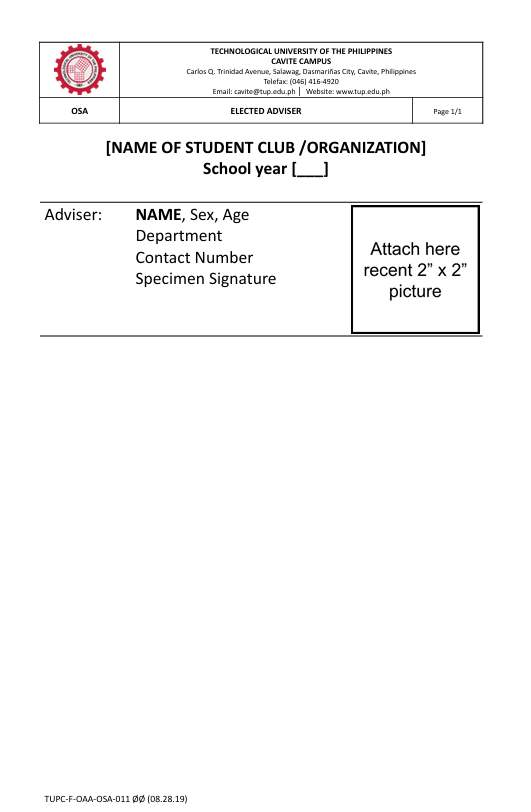 TECHNOLOGICAL UNIVERSITY OF THE PHILIPPINES
CAVITE CAMPUS
Carlos Q. Trinidad Avenue, Salawag, Dasmariñas City, Cavite, Philippines
Telefax: (046) 416-4920
Email: cavite@tup.edu.ph│ Website: www.tup.edu.ph
OSA
ELECTED ADVISER
Page 1/1
[NAME OF STUDENT CLUB /ORGANIZATION]
School year [___]
Adviser: NAME, Sex, Age
Department
Contact Number
Specimen Signature
Attach here
recent 2” x 2”
picture
TUPC-F-OAA-OSA-011 ØØ (08.28.19)